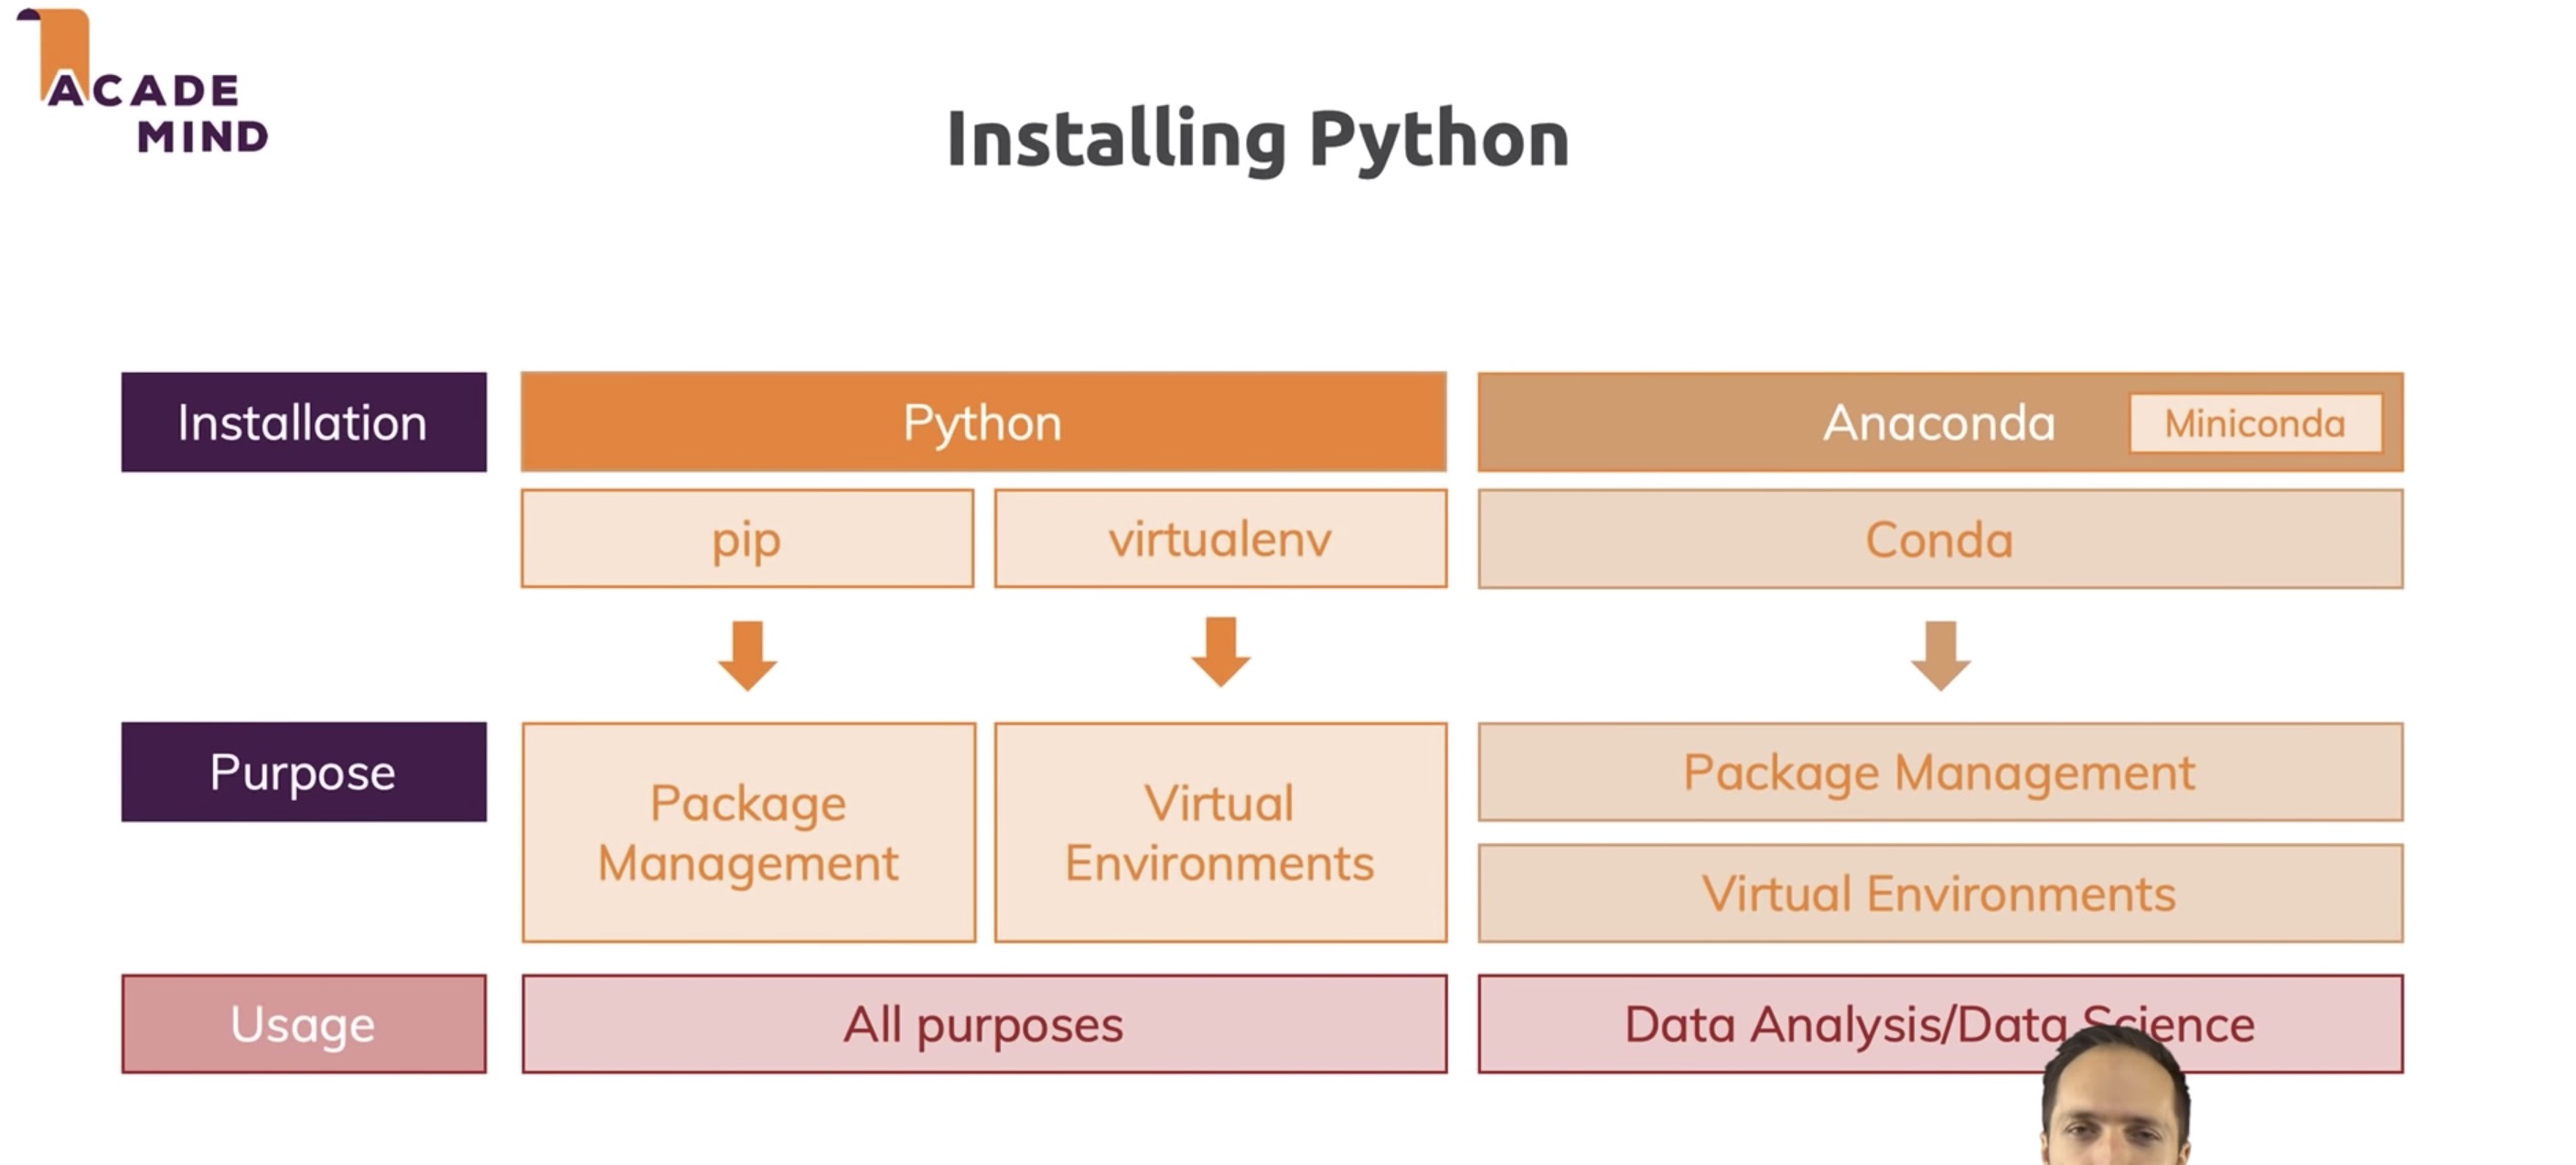 ACADE
MIND
Installing Python
Installation
Python
Anaconda
Miniconda
pip
virtualenv
Conda
Purpose
Package
Management
Virtual
Environments
Package Management
Virtual Environments
Usage
All purposes
Data Analysis/Data Science